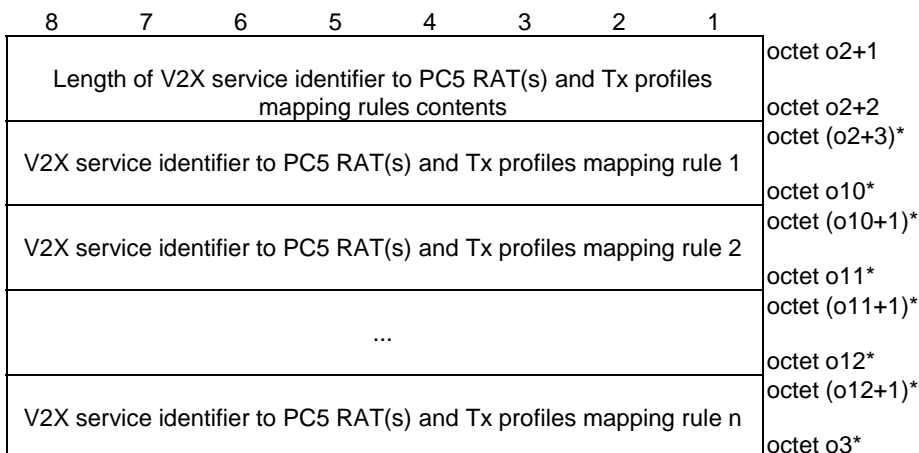 8 7 6 5 4 3 2 1
Length of V2X service identifier to PC5 RAT(s) and Tx profiles
mapping rules contents
octet o2+1
octet o2+2
V2X service identifier to PC5 RAT(s) and Tx profiles mapping rule 1
octet (o2+3)*
octet o10*
V2X service identifier to PC5 RAT(s) and Tx profiles mapping rule 2
octet (o10+1)*
octet o11*
...
octet (o11+1)*
octet o12*
V2X service identifier to PC5 RAT(s) and Tx profiles mapping rule n
octet (o12+1)*
octet o3*